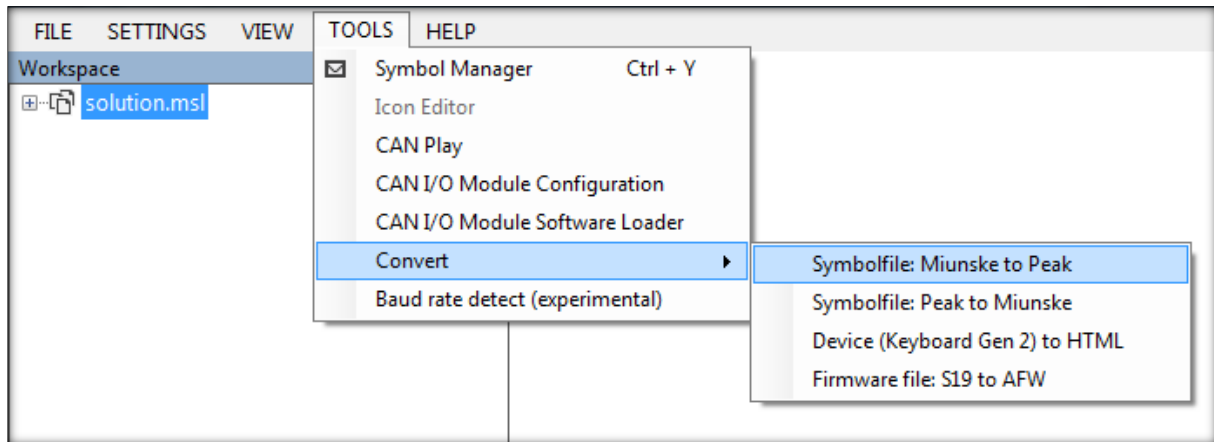 FILE SETTINGS VIEW TOOLS HELP
Workspace
solution.msl
Symbol Manager Ctrl + Y
Icon Editor
CAN Play
CAN I/O Module Configuration
CAN I/O Module Software Loader
Convert
Baud rate detect (experimental)
Symbolfile: Miunske to Peak
Symbolfile: Peak to Miunske
Device (Keyboard Gen 2) to HTML
Firmware file: S19 to AFW